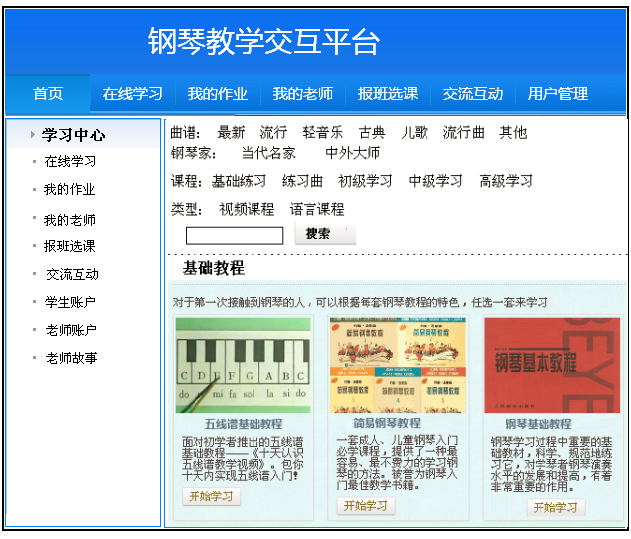 钢琴教学交互平台
首页 在线学习 我的作业 我的老师 报班选课 交流互动 用户管理
学习中心
在线学习
我的作业
我的老师
报班选课
交流互动
学生账户
老师账户
老师故事
曲谱： 最新 流行 轻音乐 古典 儿歌 流行曲 其他
钢琴家： 当代名家 中外大师
课程：基础练习 练习曲 初级学习 中级学习 高级学习
类型： 视频课程 语言课程
搜索
基础教程
对于第一次接触到钢琴的人，可以根据每套钢琴教程的特色，任选一套来学习
C D E F G A B C
do mi fa sol la si
五线谱基础教程
面对初学者推出的五线谱
基础教程——《十天认识
五线谱教学视频》。包你
十天内实现五线谱入门！
开始学习
简易钢琴教程
简易钢琴教程
简易钢琴教程
一套成人、儿童钢琴入门
必学课程，提供了一种最
容易、最不费力的学习钢
琴的方法。被誉为钢琴入
门最佳教学书籍。
开始学习
BEYE
钢琴基本教程
钢琴基础教程
钢琴学习过程中重要的基
础教材，科学、规范地练
习它，对学琴者钢琴演奏
水平的发展和提高，有着
非常重要的作用。
开始学习